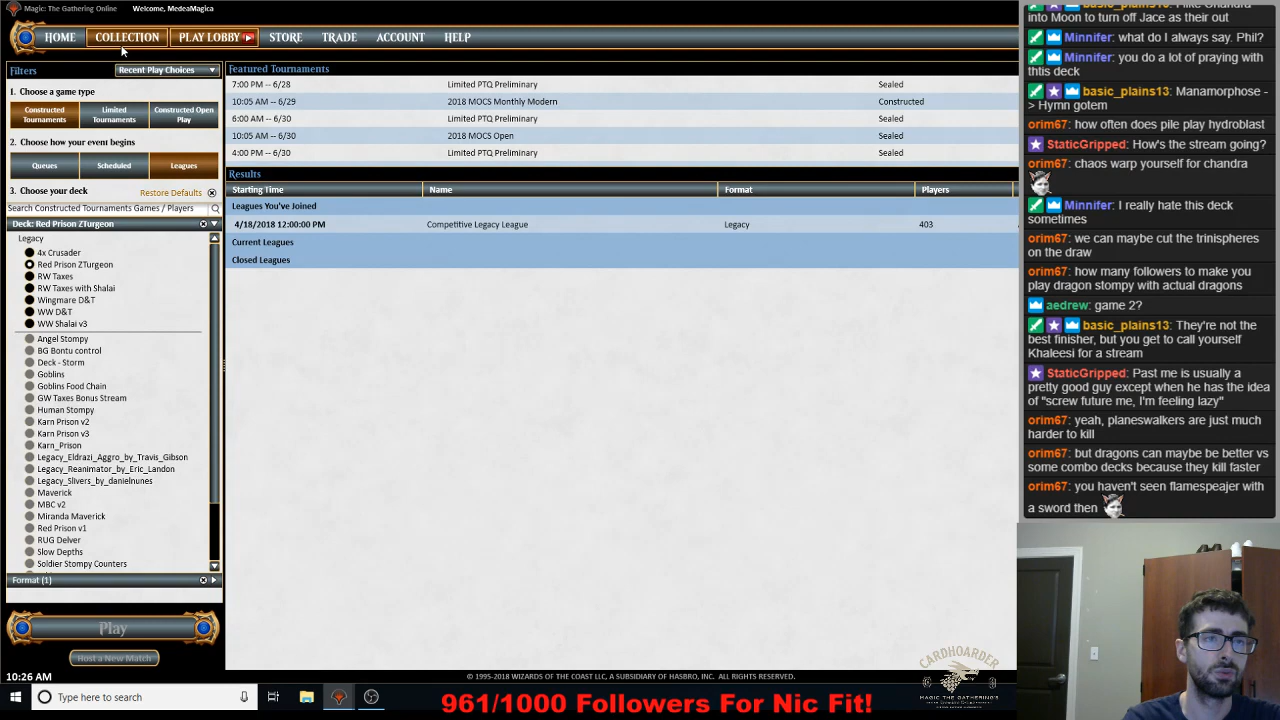 Magic: The Gathering Online
Welcome, MedeaMagica
HOME
COLLECTION
PLAY LOBBY
STORE
TRADE
ACCOUNT
HELP
Filters
Recent Play Choices
1. Choose a game type
Constructed
Tournaments
Limited
Tournaments
Constructed Open
Play
2. Choose how your event begins
Queues
Scheduled
Leagues
3. Choose your deck
Restore Defaults
Search Constructed Tournaments Games / Players
Deck: Red Prison ZTurgeon
Legacy
4x Crusader
Red Prison ZTurgeon
RW Taxes
RW Taxes with Shalai
Wingmare D&T
WW D&T
WW Shalai v3
Angel Stompy
BG Bontu control
Deck - Storm
Goblins
Goblins Food Chain
GW Taxes Bonus Stream
Human Stompy
Karn Prison v2
Karn Prison v3
Karn_Prison
Legacy_Eldrazi_Aggro_by_Travis_Gibson
Legacy_Reanimator_by_Eric_Landon
Legacy_Slivers_by_danielnunes
Maverick
MBC v2
Miranda Maverick
Red Prison v1
RUG Delver
Slow Depths
Soldier Stompy Counters
Format (1)
Play
Host a New Match
10:26 AM
Featured Tournaments
7:00 PM -- 6/28 Limited PTQ Preliminary Sealed
10:05 AM -- 6/29 2018 MOCS Monthly Modern Constructed
6:00 AM -- 6/30 Limited PTQ Preliminary Sealed
10:05 AM -- 6/30 2018 MOCS Open Sealed
4:00 PM -- 6/30 Limited PTQ Preliminary Sealed
Results
Starting Time Name Format Players
Leagues You've Joined
4/18/2018 12:00:00 PM Competitive Legacy League Legacy 403
Current Leagues
Closed Leagues
CARDHOARDER
MAGIC THE GATHERING'S
© 1995-2018 WIZARDS OF THE COAST LLC, A SUBSIDIARY OF HASBRO, INC. ALL RIGHTS RESERVED.
Type here to search
961/1000 Followers For Nic Fit!
into Moon to turn off Jace as their out
Minnifer: what do I always say. Phil?
Minnifer: you do a lot of praying with
thtis deck
basic_plains13: Manamorphose -
> Hymn gotem
orim67: how often does pile play hydroblast
StaticGripped: How's the stream going?
orim67: chaos warp yourself for chandra
Minnifer: I really hate this deck
sometimes
orim67: we can maybe cut the trinispheres
on the draw
orim67: how many followers to make you
play dragon stompy with actual dragons
aedrew: game 2?
basic_plains13: They're not the
best finisher, but you get to call yourself
Khaleesi for a stream
StaticGripped: Past me is usually a
pretty good guy except when he has the idea
of "screw future me, I'm feeling lazy"
orim67: yeah, planeswalkers are just much
harder to kill
orim67: but dragons can maybe be better vs
some combo decks because they kill faster
orim67: you haven't seen flamespeajer with
a sword then